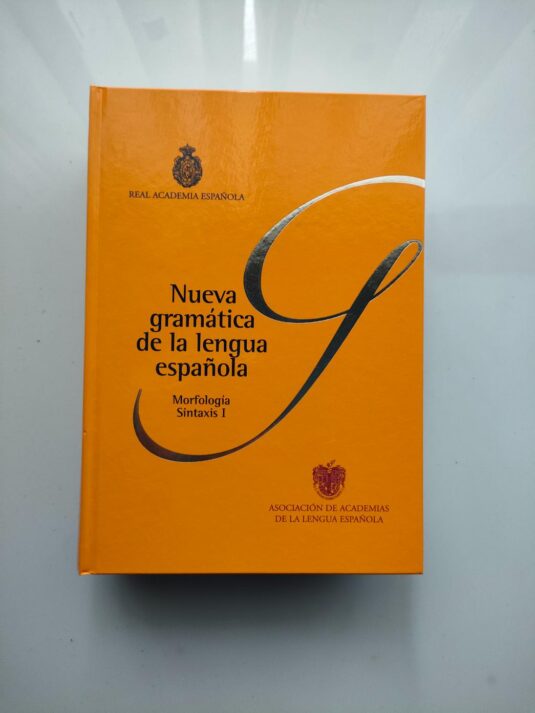 REAL ACADEMIA ESPAÑOLA
Nueva
gramática
de la lengua
española
Morfología
Sintaxis I
ASOCIACIÓN DE ACADEMIAS
DE LA LENGUA ESPAÑOLA